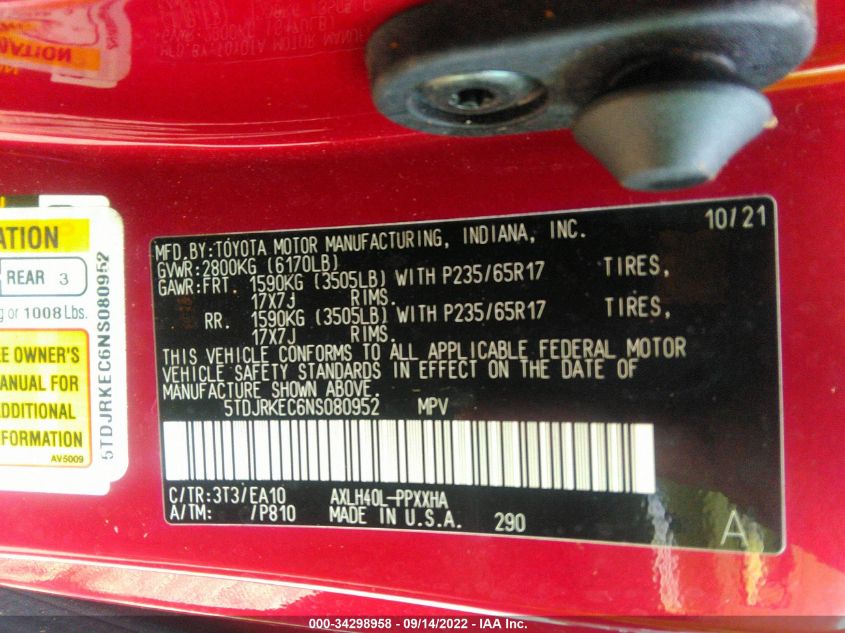 ATION
REAR 3
g or 1008 Lbs.
E OWNER'S
ANUAL FOR
ADDITIONAL
FORMATION
AV5009
5TDJRKEC6NS080952
10/21
MFD. BY: TOYOTA MOTOR MANUFACTURING, INDIANA, INC.
GVWR: 2800KG (6170LB)
GAWR: FRT. 1590KG (3505LB) WITH P235/65R17 TIRES,
17X7J RIMS.
RR. 1590KG (3505LB) WITH P235/65R17 TIRES,
17X7J RIMS.
THIS VEHICLE CONFORMS TO ALL APPLICABLE FEDERAL MOTOR
VEHICLE SAFETY STANDARDS IN EFFECT ON THE DATE OF
MANUFACTURE SHOWN ABOVE.
5TDJRKEC6NS080952 MPV
C/TR: 3T3/EA10 AXLH40L-PPXXHA
A/TM: /P810 MADE IN U.S.A. 290
A
000-34298958 - 09/14/2022 - IAA Inc.